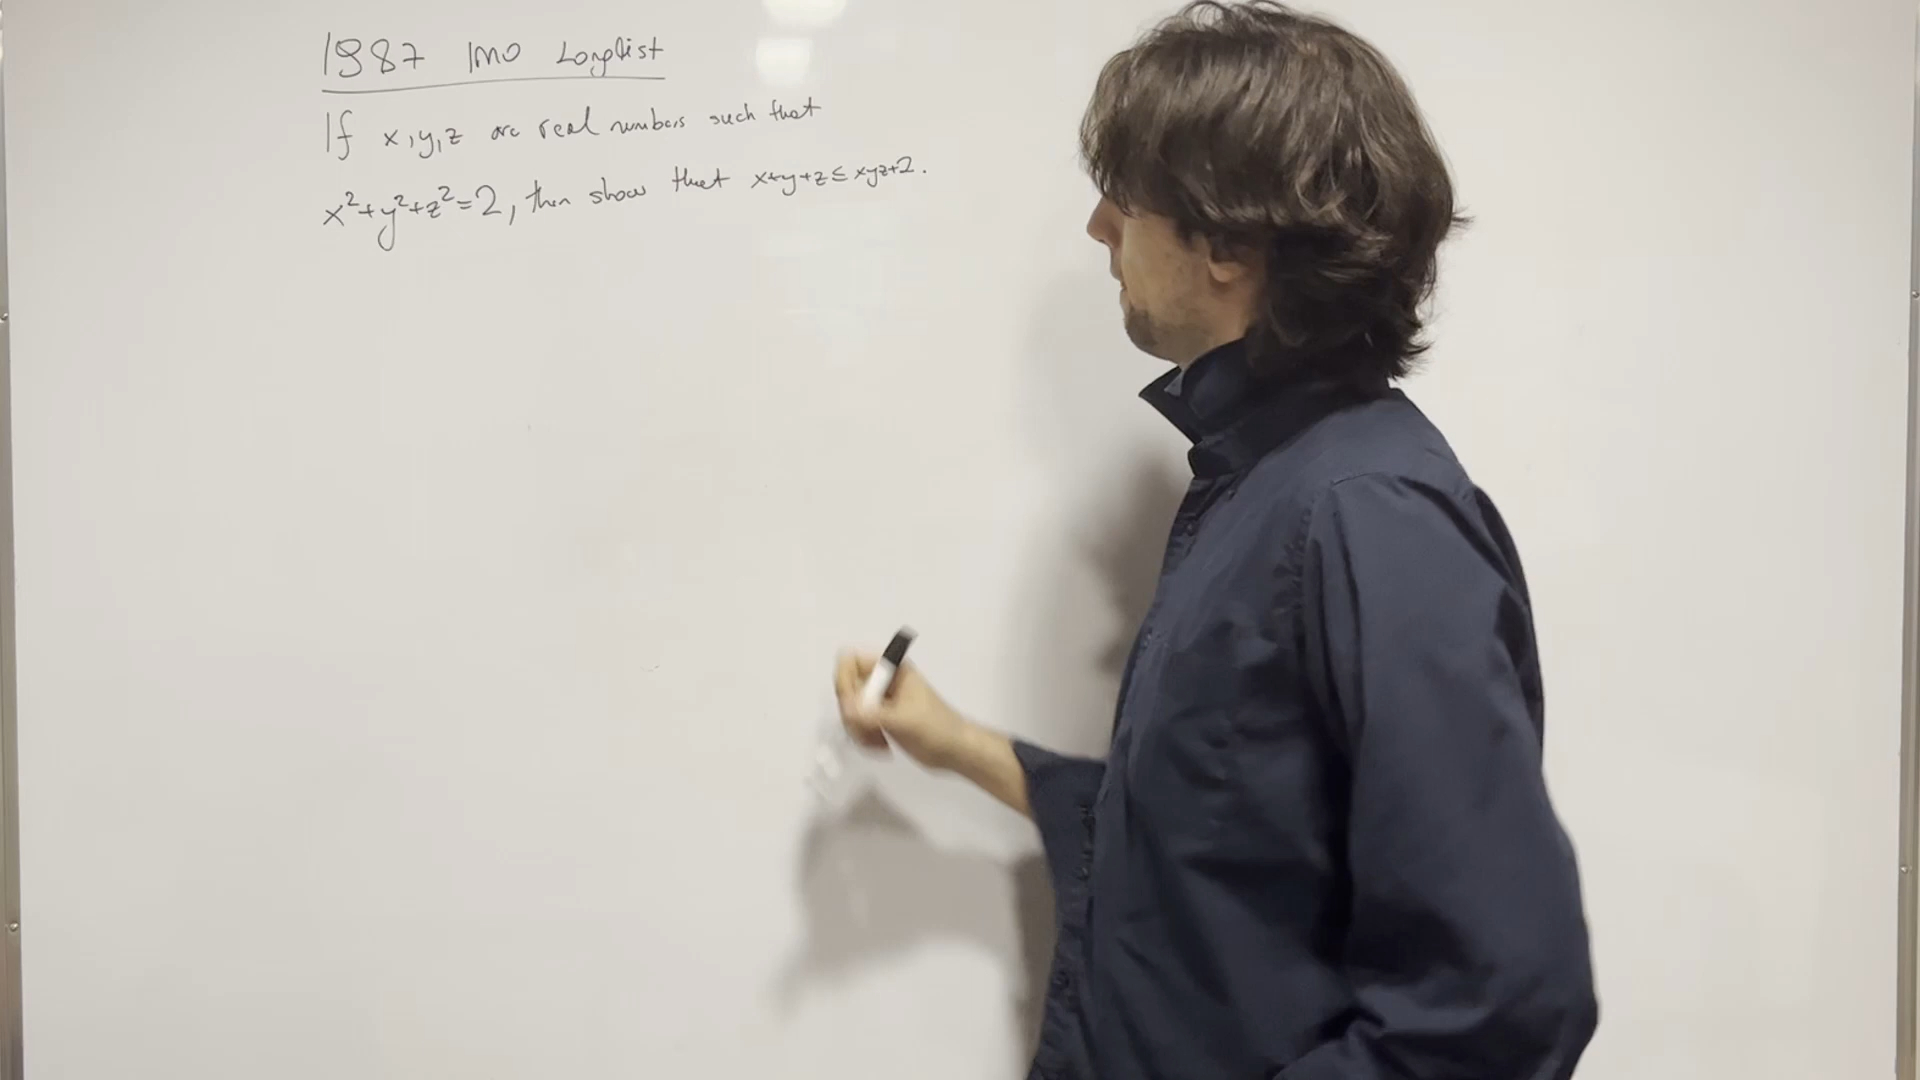 1987 IMO Longlist
If x,y,z are real numbers such that
x²+y²+z²=2, then show that x+y+z≤xyz+2.